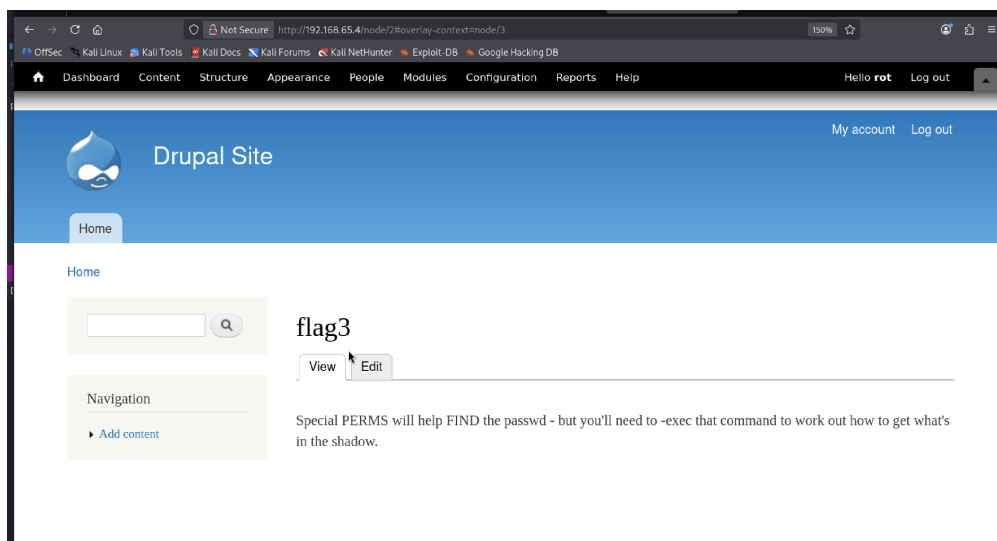 Not Secure http://192.168.65.4/node/2#overlay-context=node/3 150%
OffSec Kali Linux Kali Tools Kali Docs Kali Forums Kali NetHunter Exploit-DB Google Hacking DB
Dashboard Content Structure Appearance People Modules Configuration Reports Help Hello rot Log out
My account Log out
Drupal Site
Home
Home
flag3
View Edit
Navigation
Add content
Special PERMS will help FIND the passwd - but you'll need to -exec that command to work out how to get what's
in the shadow.